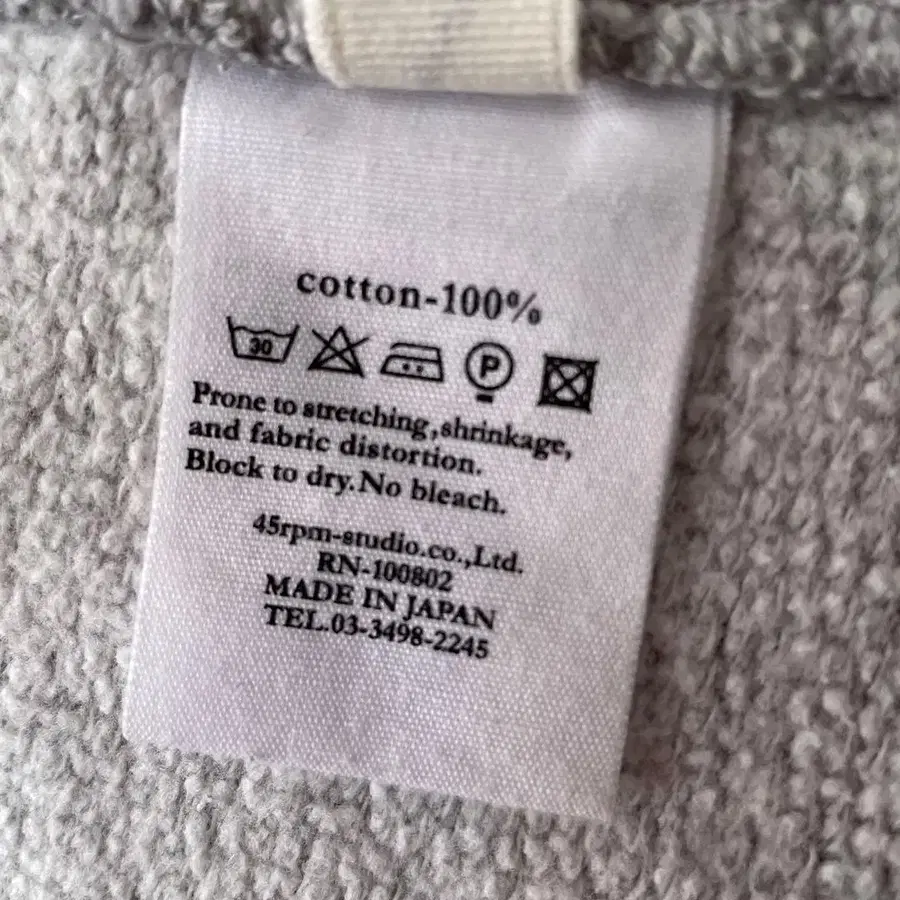 cotton-100%
30 P
Prone to stretching,shrinkage,
and fabric distortion.
Block to dry.No bleach.
45rpm-studio.co.,Ltd.
RN-100802
MADE IN JAPAN
TEL.03-3498-2245